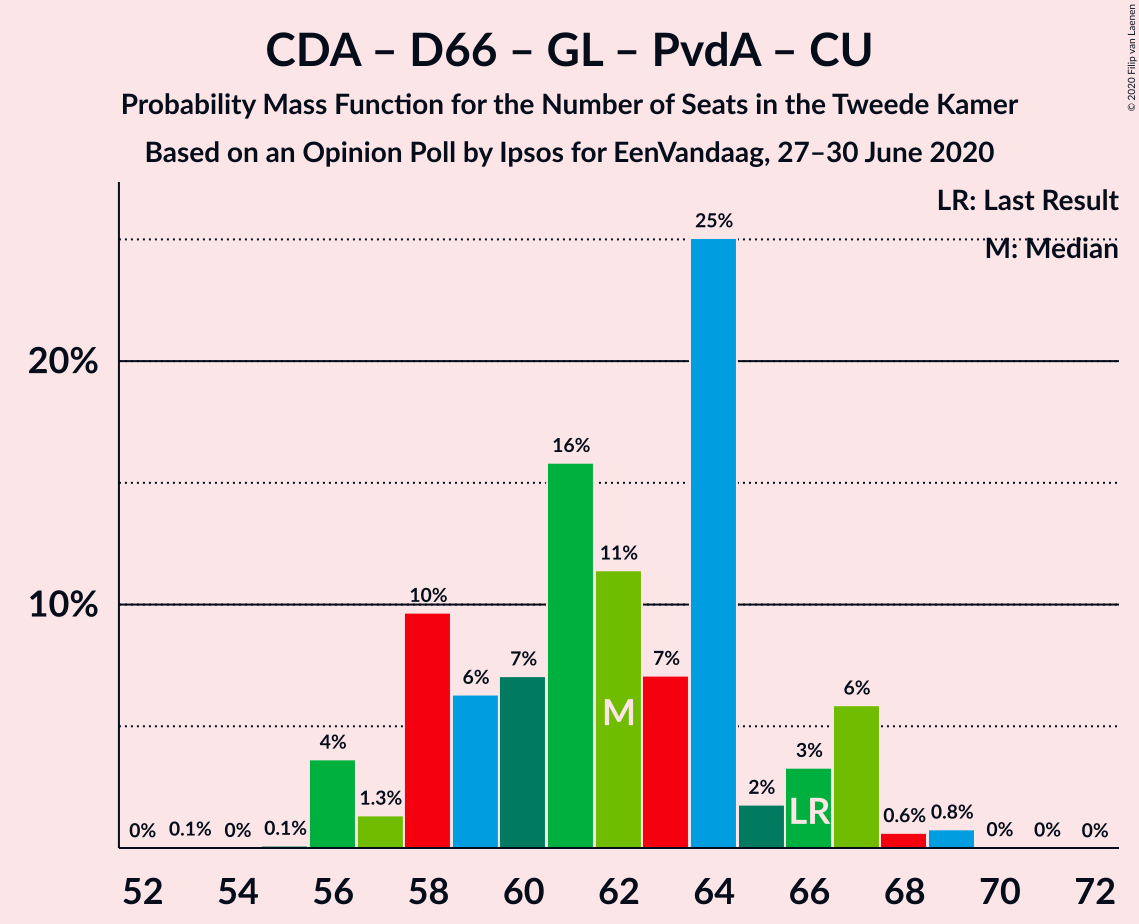 CDA – D66 – GL – PvdA – CU
Probability Mass Function for the Number of Seats in the Tweede Kamer
Based on an Opinion Poll by Ipsos for EenVandaag, 27–30 June 2020
© 2020 Filip van Laenen
LR: Last Result
M: Median
20%
10%
0%
0.1%
0%
0.1%
4%
1.3%
10%
6%
7%
16%
11%
7%
25%
2%
3%
6%
0.6%
0.8%
0%
0%
0%
M
LR
52 54 56 58 60 62 64 66 68 70 72